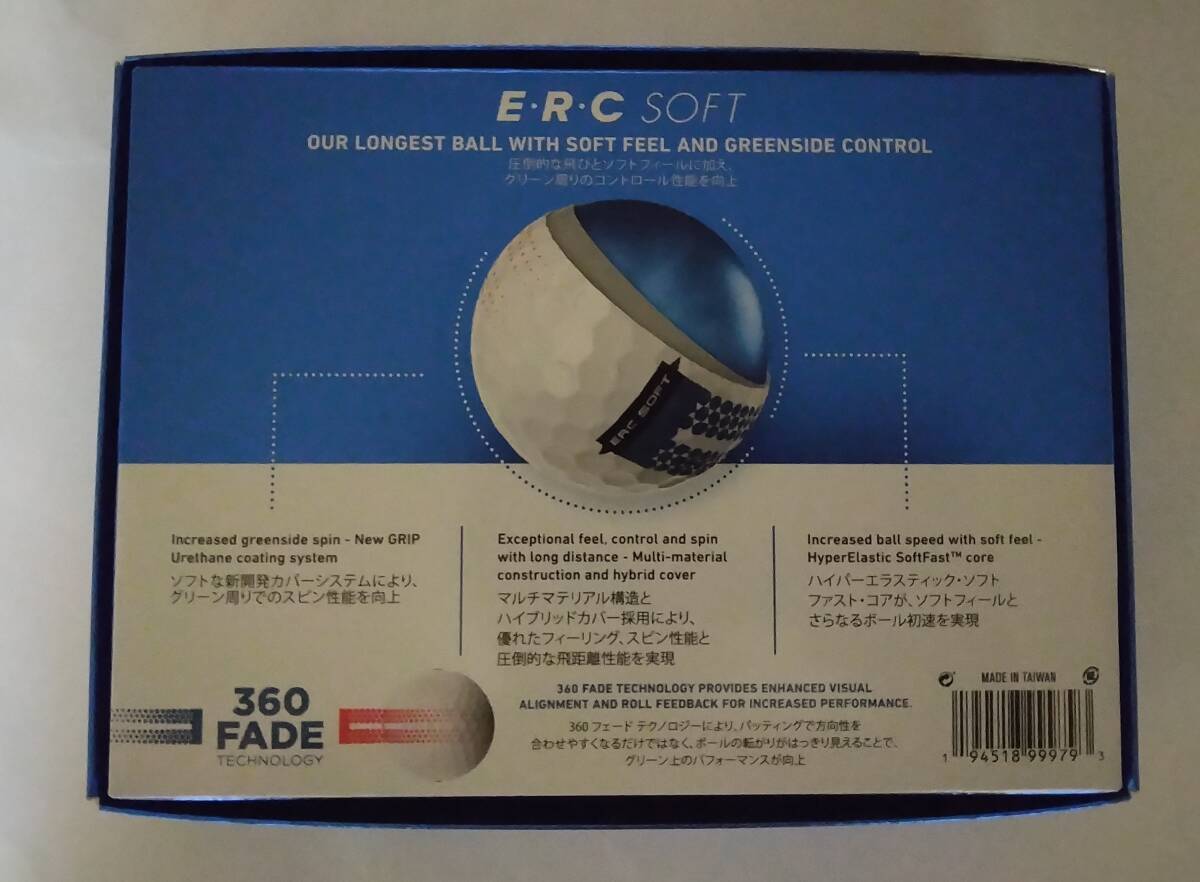 E·R·C SOFT
OUR LONGEST BALL WITH SOFT FEEL AND GREENSIDE CONTROL
圧倒的な飛びとソフトフィールに加え、
グリーン周りのコントロール性能を向上
ERC SOFT
Increased greenside spin - New GRIP
Urethane coating system
ソフトな新開発カバーシステムにより、
グリーン周りでのスピン性能を向上
Exceptional feel, control and spin
with long distance - Multi-material
construction and hybrid cover
マルチマテリアル構造と
ハイブリッドカバー採用により、
優れたフィーリング、スピン性能と
圧倒的な飛距離性能を実現
Increased ball speed with soft feel -
HyperElastic SoftFast™ core
ハイパーエラスティック・ソフト
ファスト・コアが、ソフトフィールと
さらなるボール初速を実現
360
FADE
TECHNOLOGY
360 FADE TECHNOLOGY PROVIDES ENHANCED VISUAL
ALIGNMENT AND ROLL FEEDBACK FOR INCREASED PERFORMANCE.
360 フェード テクノロジーにより、パッティングで方向性を
合わせやすくなるだけではなく、ボールの転がりがはっきり見えることで、
グリーン上のパフォーマンスが向上
MADE IN TAIWAN
1 94518 99979 3